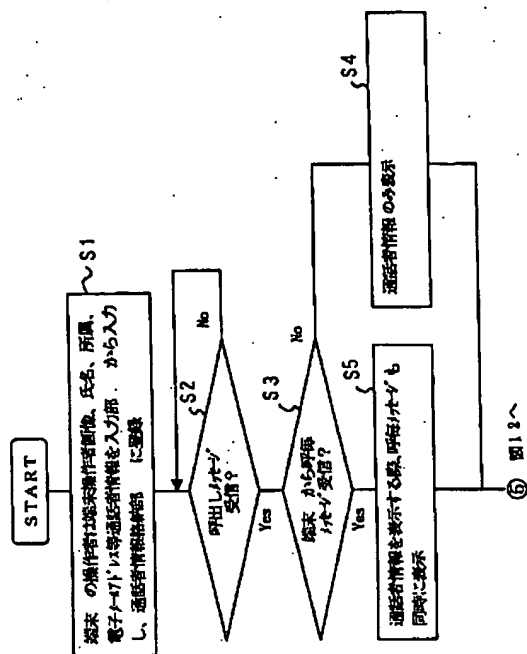 START
S1
端末 の操作者は端末操作者画像、氏名、所属、
電子メールアドレス等通話者情報を入力部 . から入力
し、通話者情報格納部 に登録
S2
呼出しメッセージ
受信?
No
Yes
S3
端末 から呼毎
メッセージ受信?
No
Yes
S4
通話者情報 のみ表示
S5
通話者情報を表示する際、呼毎メッセージも
同時に表示
⑥ 図12へ